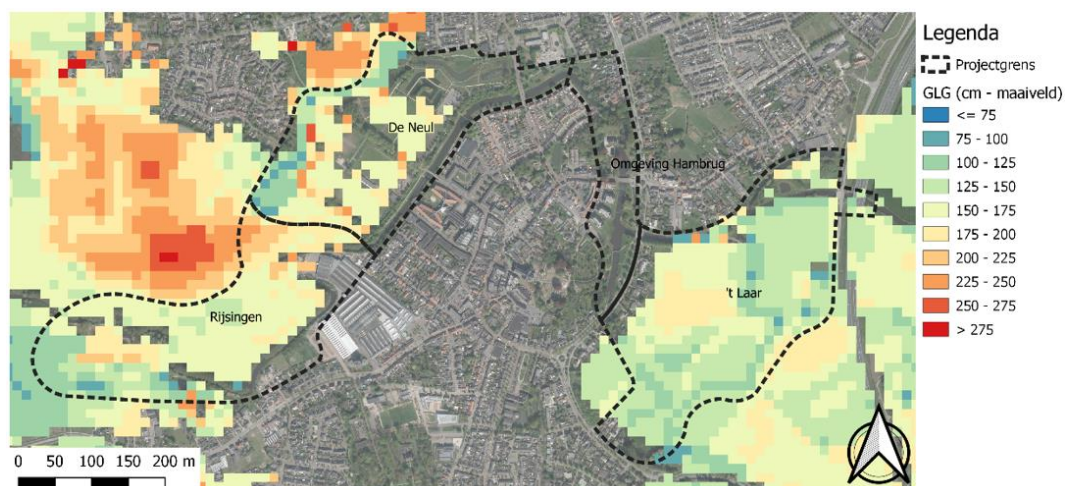 Legenda
Projectgrens
GLG (cm - maaiveld)
<= 75
75 - 100
100 - 125
125 - 150
150 - 175
175 - 200
200 - 225
225 - 250
250 - 275
> 275
De Neul
Omgeving Hambrug
't Laar
Rijsingen
0 50 100 150 200 m